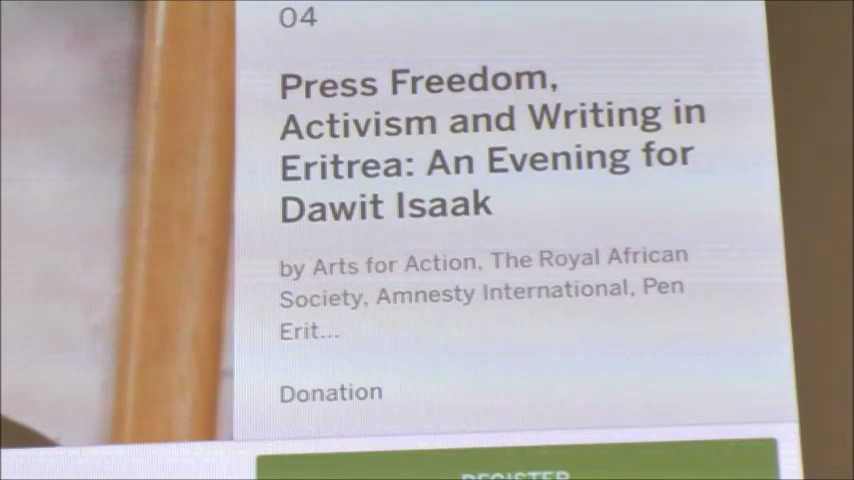 04
Press Freedom,
Activism and Writing in
Eritrea: An Evening for
Dawit Isaak
by Arts for Action, The Royal African
Society, Amnesty International, Pen
Erit...
Donation
REGISTER